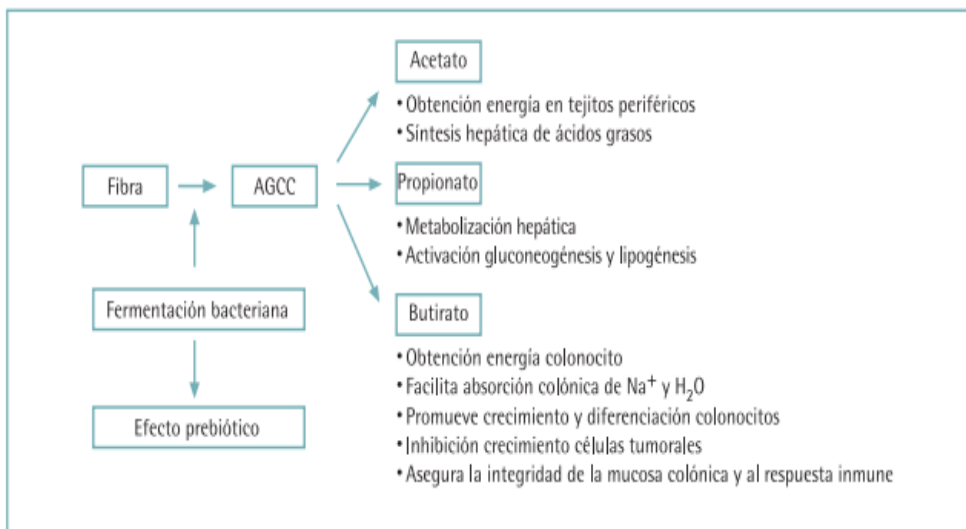 Acetato
• Obtención energía en tejitos periféricos
• Síntesis hepática de ácidos grasos
Fibra
AGCC
Propionato
• Metabolización hepática
• Activación gluconeogénesis y lipogénesis
Fermentación bacteriana
Butirato
• Obtención energía colonocito
• Facilita absorción colónica de Na⁺ y H₂O
• Promueve crecimiento y diferenciación colonocitos
Efecto prebiótico
• Inhibición crecimiento células tumorales
• Asegura la integridad de la mucosa colónica y al respuesta inmune